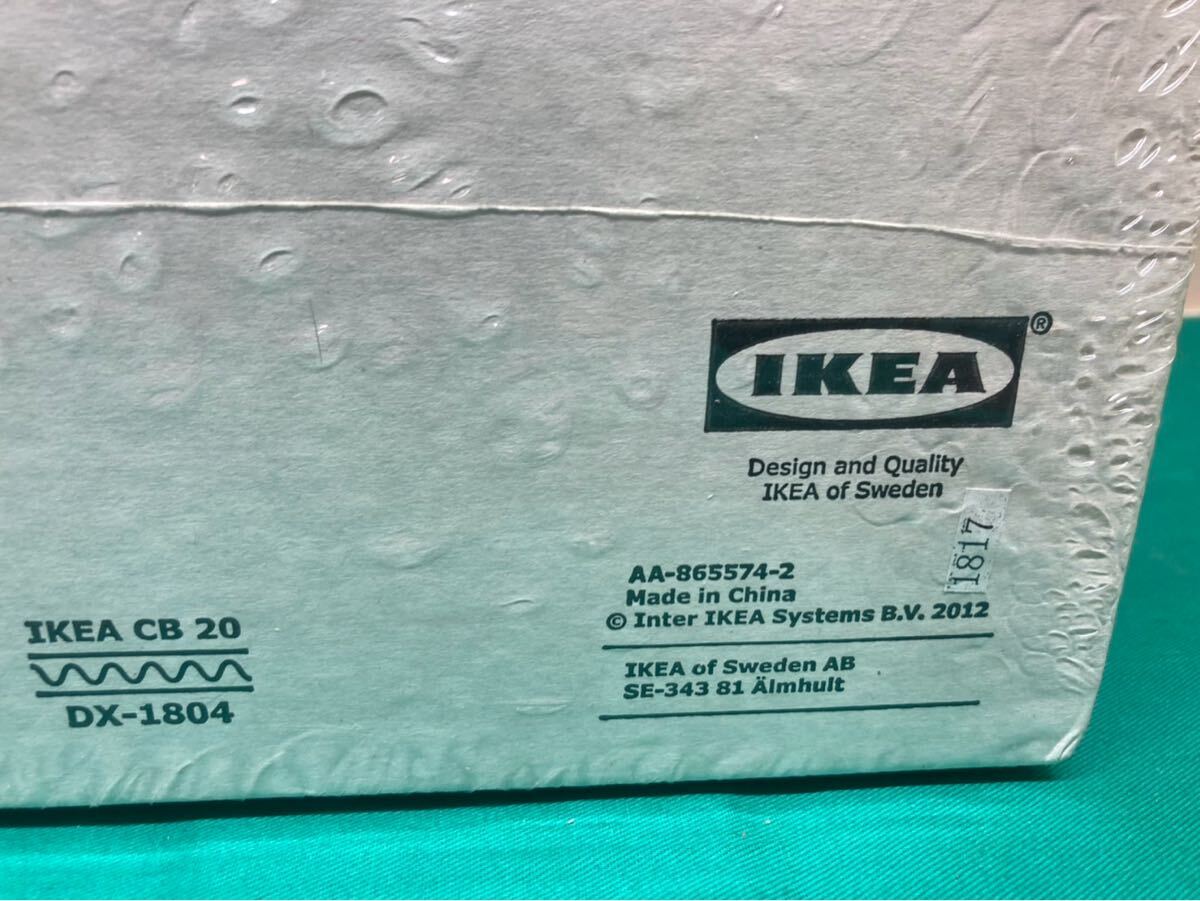 IKEA®
Design and Quality
IKEA of Sweden
1817
AA-865574-2
Made in China
© Inter IKEA Systems B.V. 2012
IKEA of Sweden AB
SE-343 81 Älmhult
IKEA CB 20
DX-1804